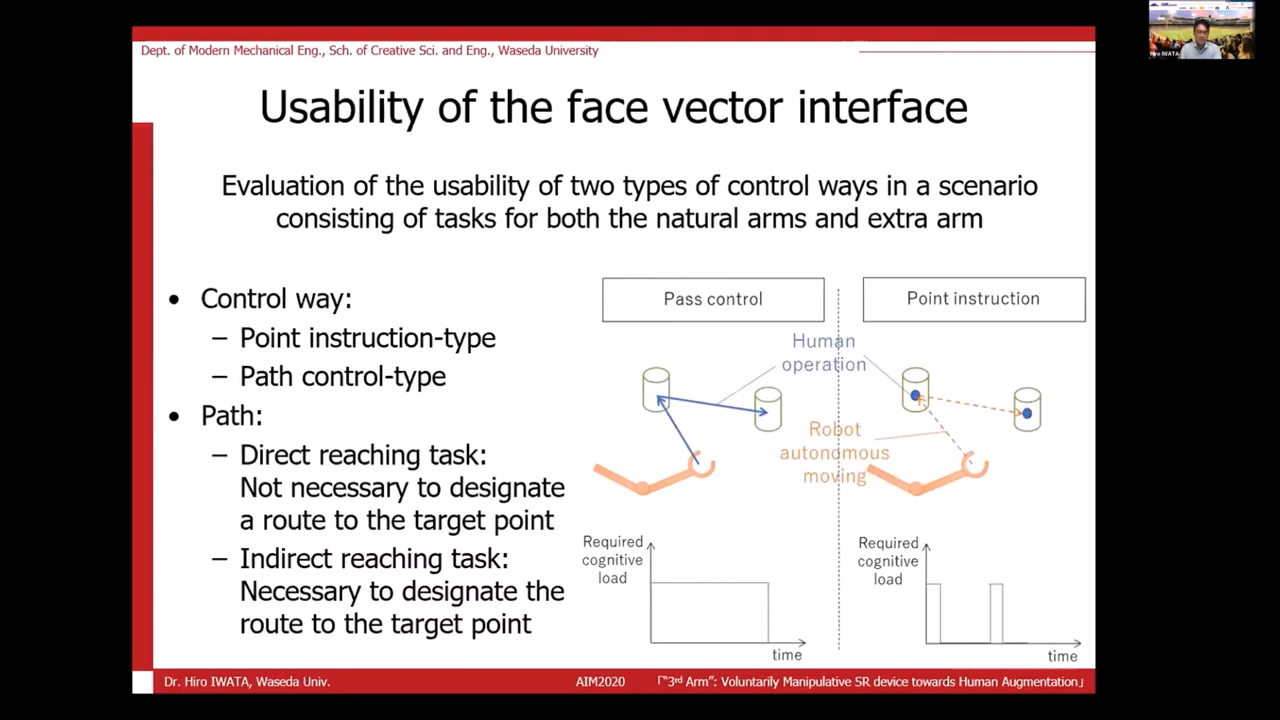 Dept. of Modern Mechanical Eng., Sch. of Creative Sci. and Eng., Waseda University
Usability of the face vector interface
Evaluation of the usability of two types of control ways in a scenario
consisting of tasks for both the natural arms and extra arm
• Control way:
– Point instruction-type
– Path control-type
• Path:
– Direct reaching task:
Not necessary to designate
a route to the target point
– Indirect reaching task:
Necessary to designate the
route to the target point
Pass control
Point instruction
Human
operation
Robot
autonomous
moving
Required
cognitive
load
time
Required
cognitive
load
time
Dr. Hiro IWATA, Waseda Univ.
AIM2020
「"3rd Arm": Voluntarily Manipulative SR device towards Human Augmentation」
Hiro IWATA